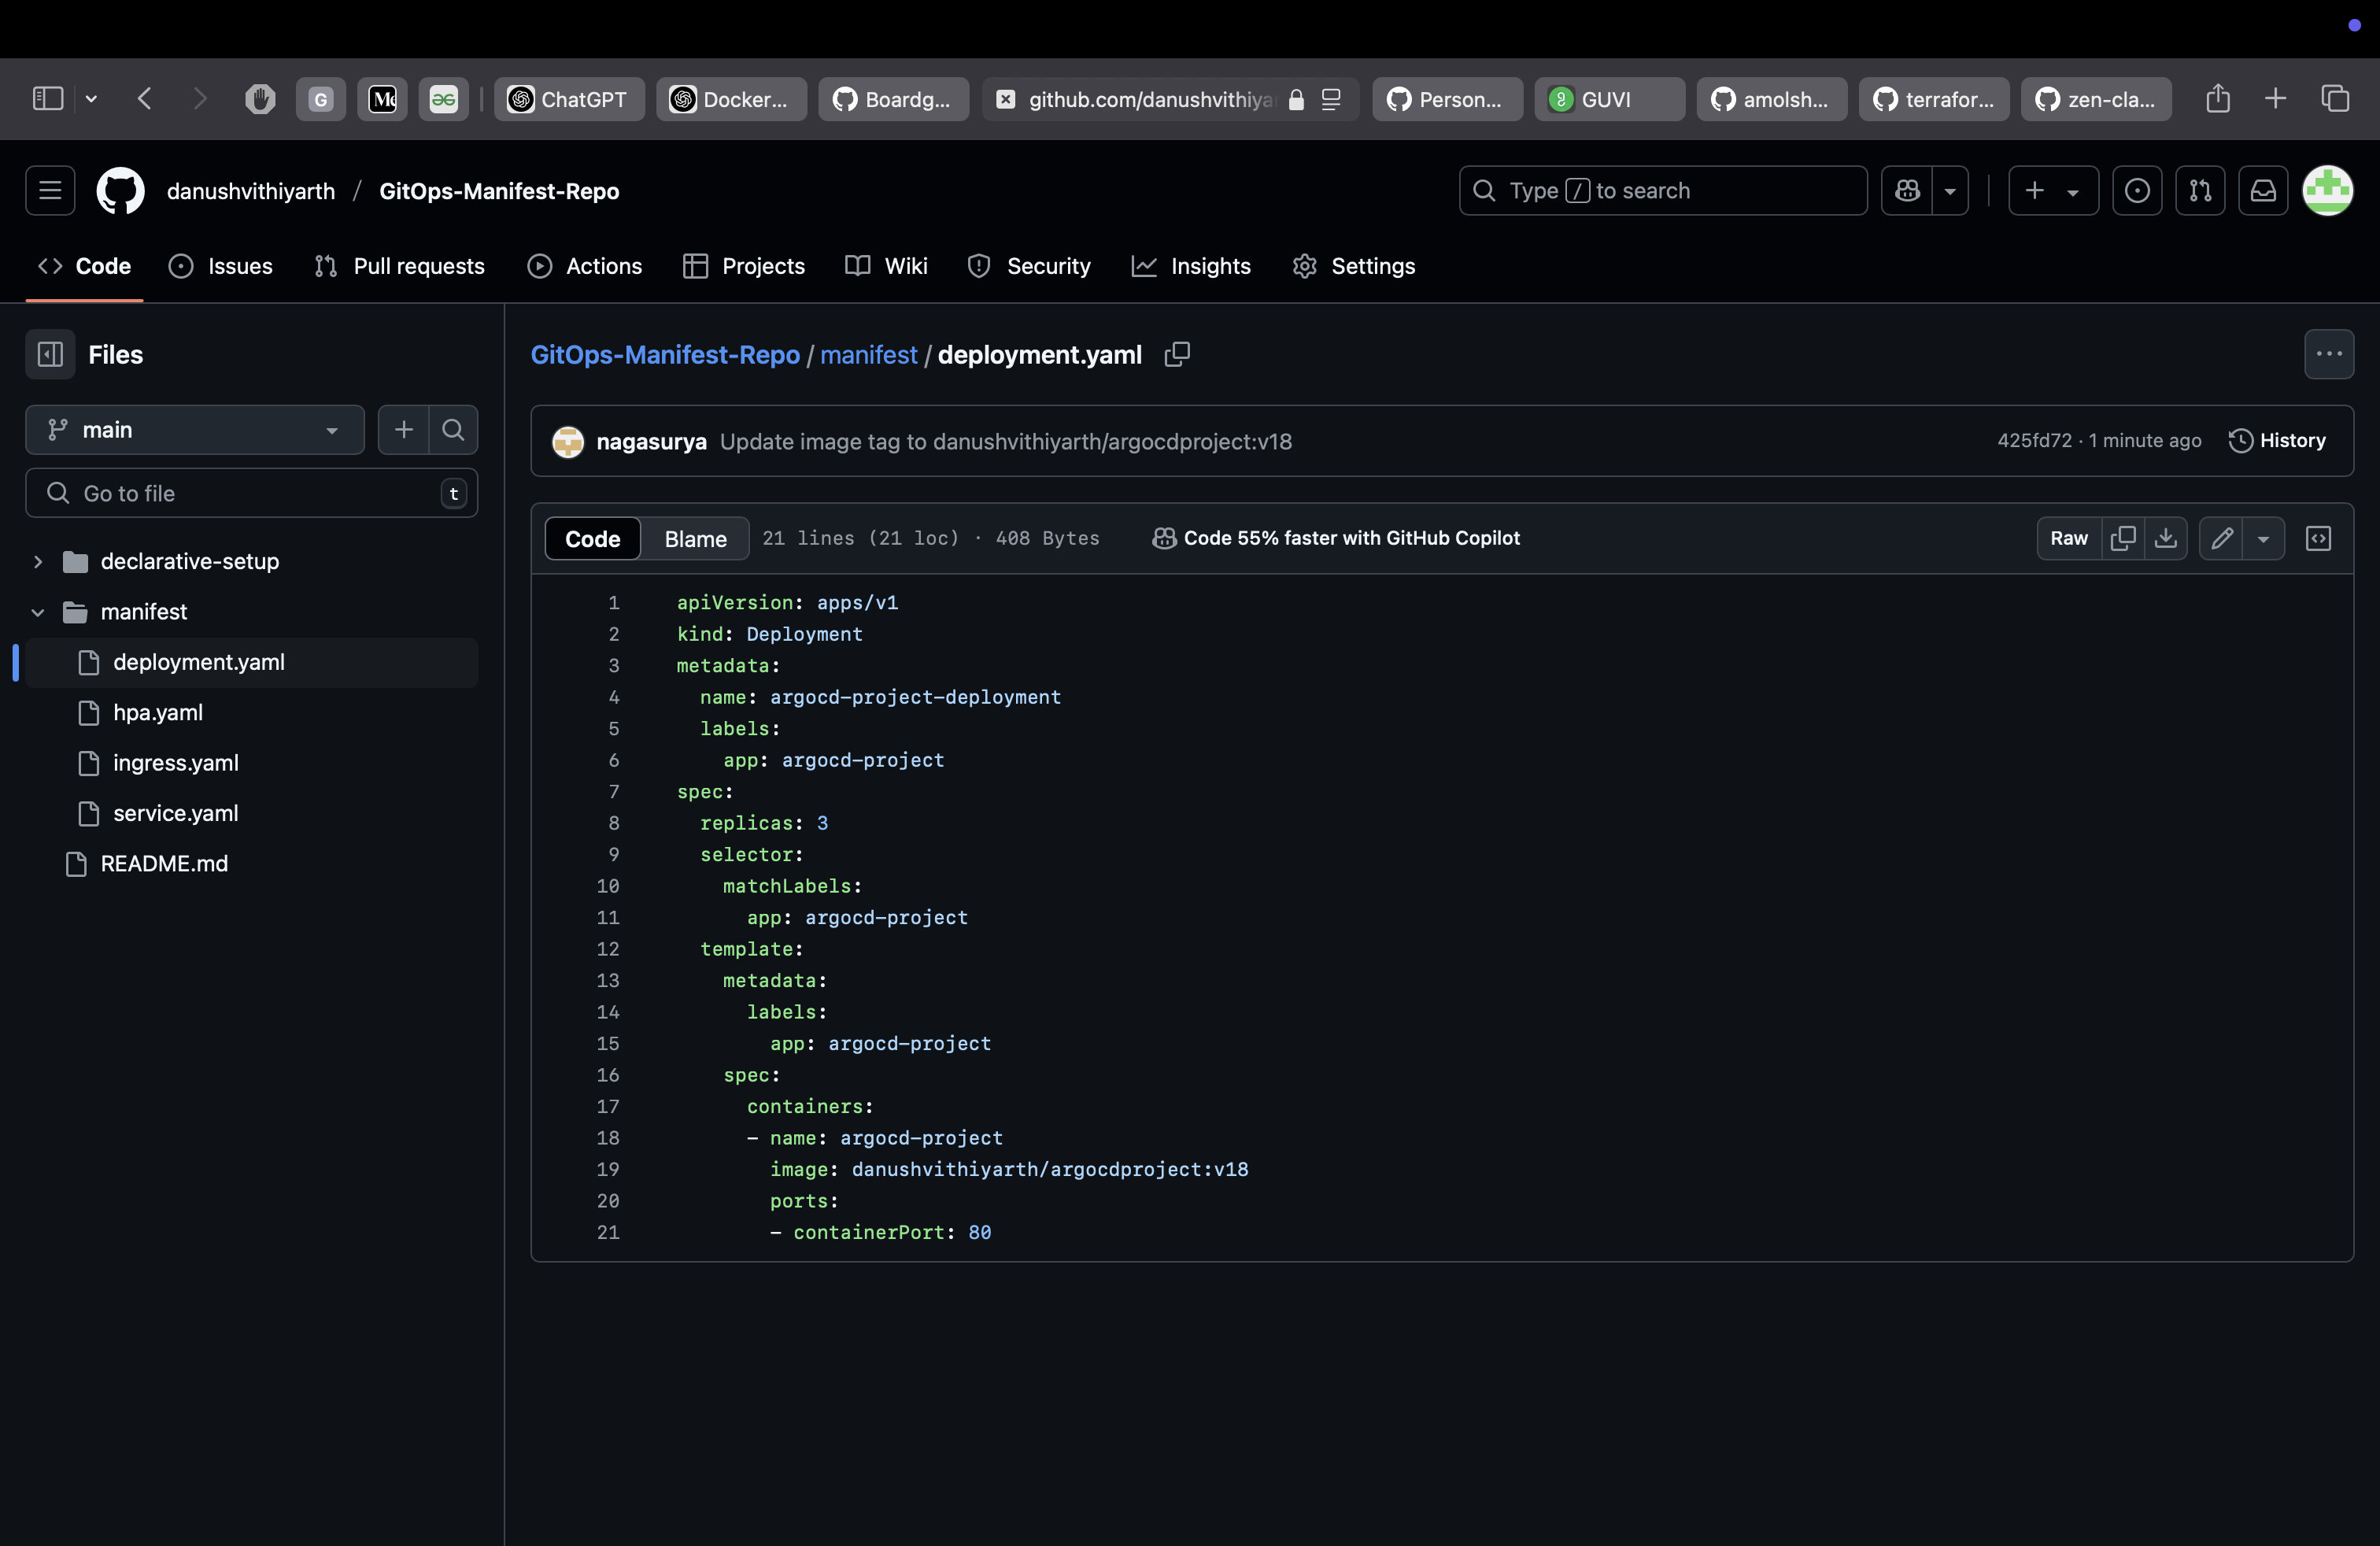 G
ChatGPT
Docker...
Boardg...
github.com/danushvithiya
Person...
GUVI
amolsh...
terrafor...
zen-cla...
danushvithiyarth / GitOps-Manifest-Repo
Type / to search
Code Issues Pull requests Actions Projects Wiki Security Insights Settings
Files
main
Go to file
t
declarative-setup
manifest
deployment.yaml
hpa.yaml
ingress.yaml
service.yaml
README.md
GitOps-Manifest-Repo / manifest / deployment.yaml
nagasurya Update image tag to danushvithiyarth/argocdproject:v18
425fd72 · 1 minute ago
History
Code Blame 21 lines (21 loc) · 408 Bytes Code 55% faster with GitHub Copilot
Raw
1 apiVersion: apps/v1
2 kind: Deployment
3 metadata:
4 name: argocd-project-deployment
5 labels:
6 app: argocd-project
7 spec:
8 replicas: 3
9 selector:
10 matchLabels:
11 app: argocd-project
12 template:
13 metadata:
14 labels:
15 app: argocd-project
16 spec:
17 containers:
18 - name: argocd-project
19 image: danushvithiyarth/argocdproject:v18
20 ports:
21 - containerPort: 80